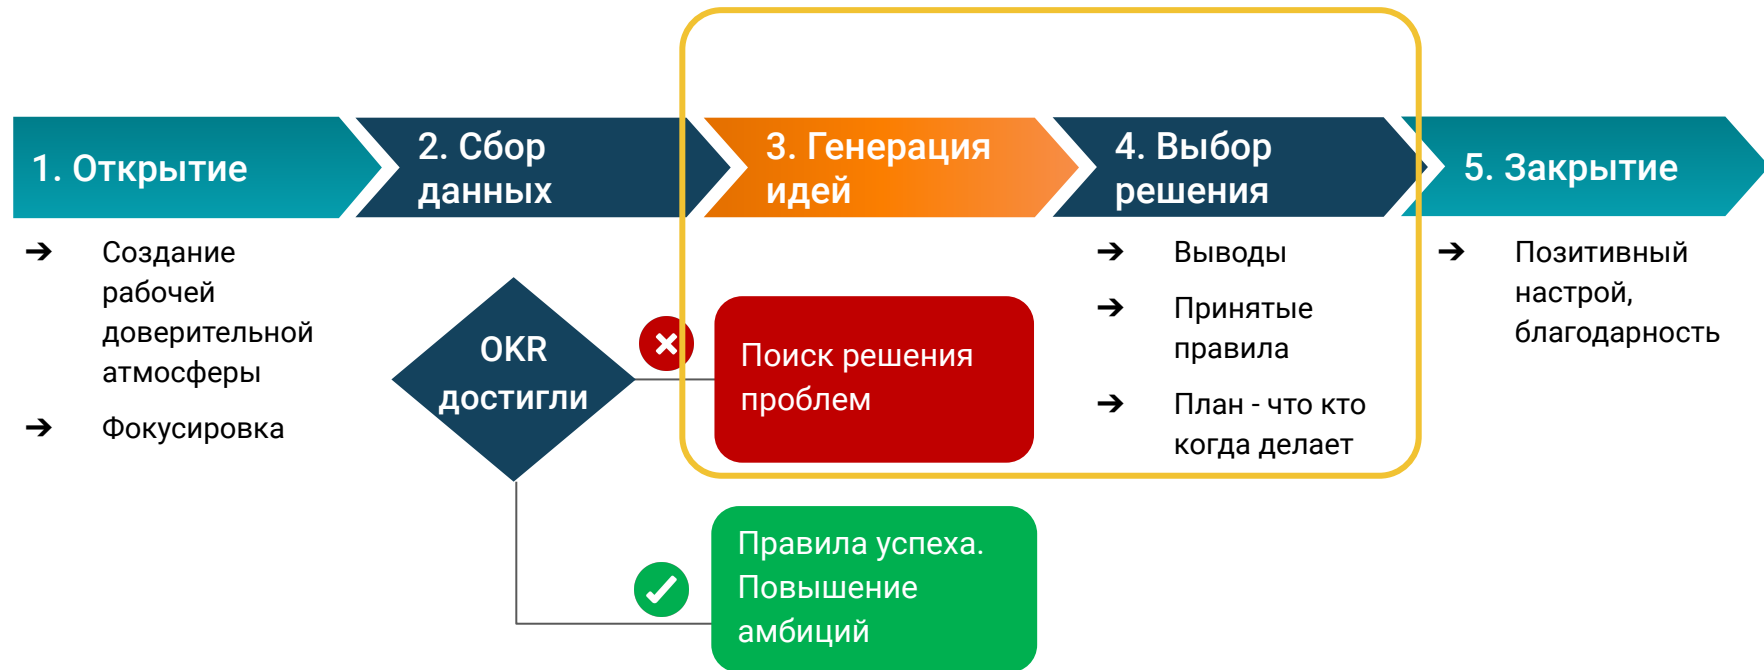 1. Открытие
2. Сбор
данных
3. Генерация
идей
4. Выбор
решения
5. Закрытие
➔ Создание
рабочей
доверительной
атмосферы
➔ Фокусировка
OKR
достигли
Поиск решения
проблем
Правила успеха.
Повышение
амбиций
➔ Выводы
➔ Принятые
правила
➔ План - что кто
когда делает
➔ Позитивный
настрой,
благодарность